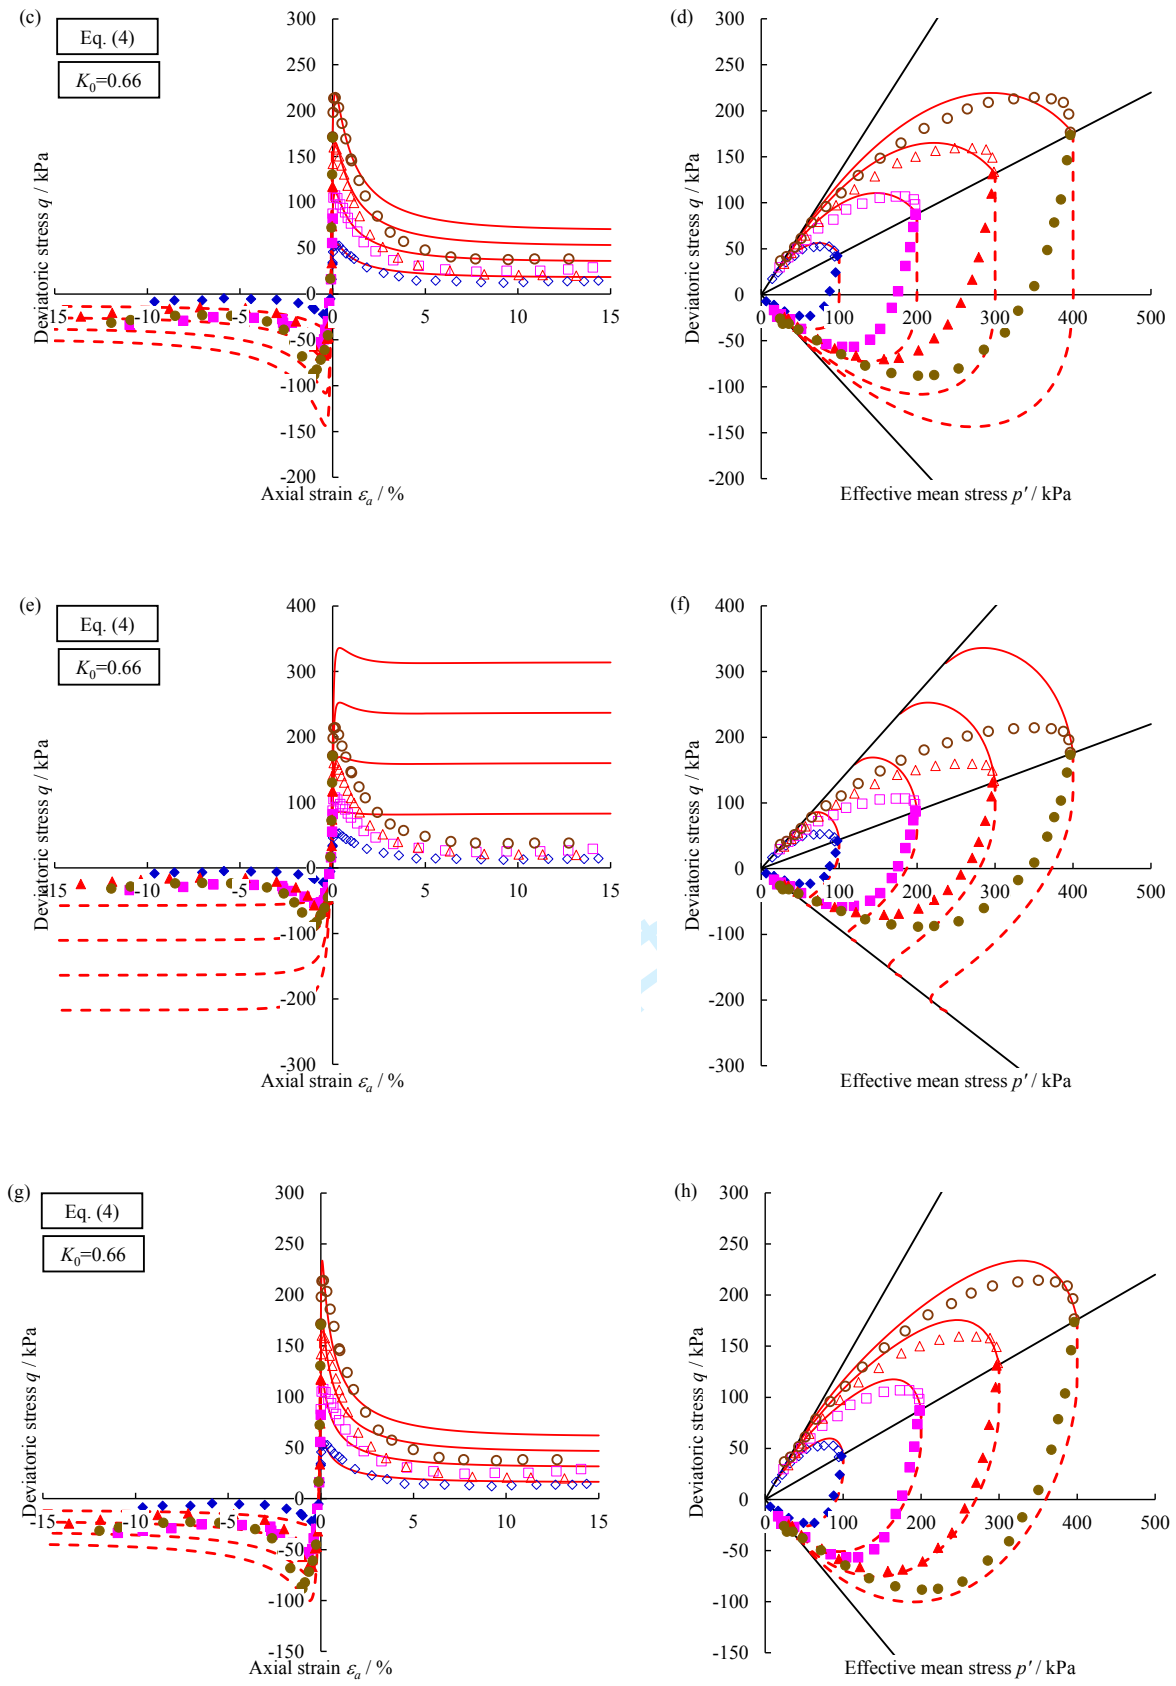 (c)
Eq. (4)
K₀=0.66
Deviatoric stress q / kPa
300
250
200
150
100
50
0
-50
-100
-150
-200
-15 -10 -5 0 5 10 15
Axial strain εₐ / %
(d)
Deviatoric stress q / kPa
300
250
200
150
100
50
0
-50
-100
-150
-200
0 100 200 300 400 500
Effective mean stress p′ / kPa
(e)
Eq. (4)
K₀=0.66
Deviatoric stress q / kPa
400
300
200
100
0
-100
-200
-300
-15 -10 -5 0 5 10 15
Axial strain εₐ / %
(f)
Deviatoric stress q / kPa
400
300
200
100
0
-100
-200
-300
0 100 200 300 400 500
Effective mean stress p′ / kPa
(g)
Eq. (4)
K₀=0.66
Deviatoric stress q / kPa
300
250
200
150
100
50
0
-50
-100
-150
-15 -10 -5 0 5 10 15
Axial strain εₐ / %
(h)
Deviatoric stress q / kPa
300
250
200
150
100
50
0
-50
-100
-150
0 100 200 300 400 500
Effective mean stress p′ / kPa